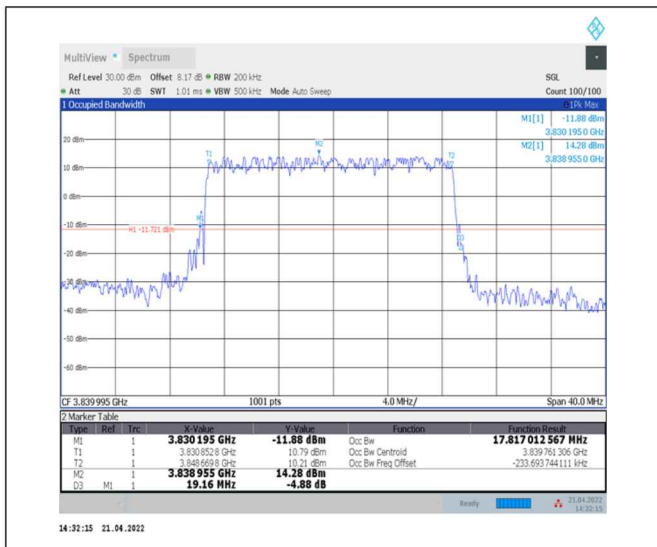 MultiView Spectrum
Ref Level 30.00 dBm Offset 8.17 dB RBW 200 kHz SGL
Att 30 dB SWT 1.01 ms VBW 500 kHz Mode Auto Sweep Count 100/100
1 Occupied Bandwidth 1Pk Max
M1[1] -11.88 dBm
3.830 195 0 GHz
M2[1] 14.28 dBm
3.838 955 0 GHz
20 dBm
M2
T1
T2
10 dBm
0 dBm
M1
-10 dBm
H1 -11.721 dBm
D3
-20 dBm
-30 dBm
-40 dBm
-50 dBm
-60 dBm
CF 3.839 995 GHz 1001 pts 4.0 MHz/ Span 40.0 MHz
2 Marker Table
Type Ref Trc X-Value Y-Value Function Function Result
M1 1 3.830 195 GHz -11.88 dBm Occ Bw 17.817 012 567 MHz
T1 1 3.830 852 8 GHz 10.79 dBm Occ Bw Centroid 3.839 761 306 GHz
T2 1 3.848 669 8 GHz 10.21 dBm Occ Bw Freq Offset -233.693 744 111 kHz
M2 1 3.838 955 GHz 14.28 dBm
D3 M1 1 19.16 MHz -4.88 dB
Ready 21.04.2022
14:32:15
14:32:15 21.04.2022